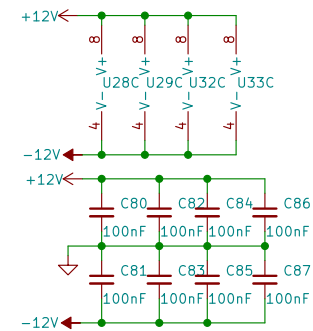 +12V
8 8 8 8
V+ V+ V+ V+
U28C U29C U32C U33C
V- V- V- V-
4 4 4 4
-12V
+12V
C80 C82 C84 C86
100nF 100nF 100nF 100nF
C81 C83 C85 C87
100nF 100nF 100nF 100nF
-12V